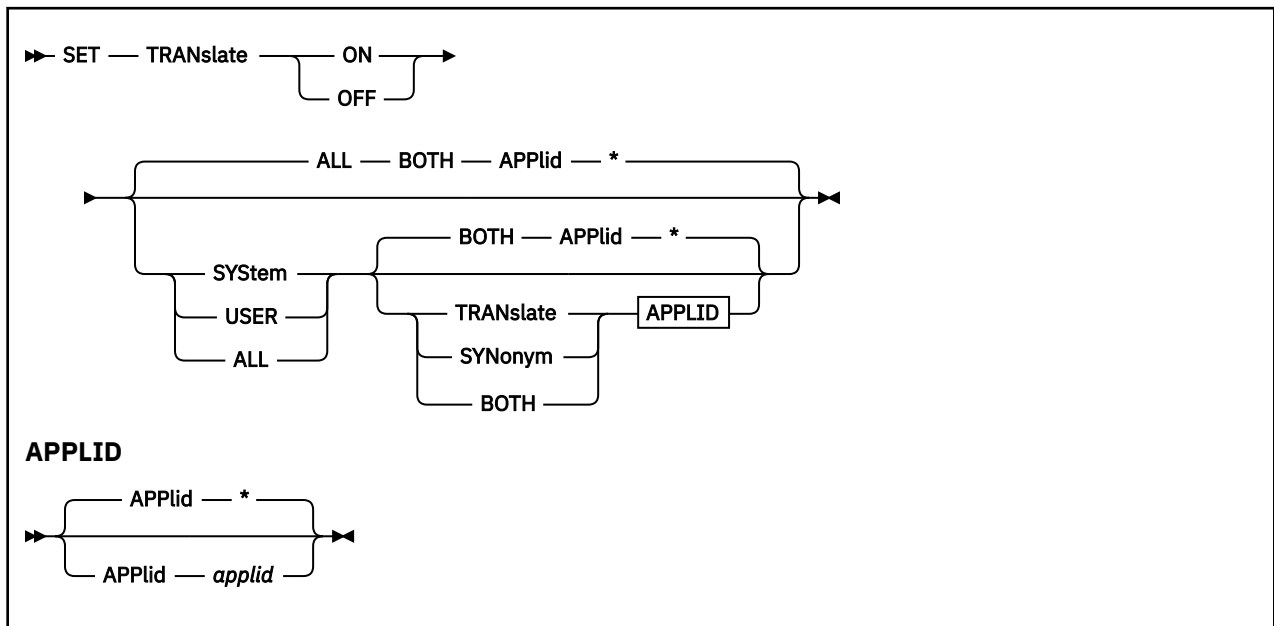 SET TRANslate ON
OFF
ALL BOTH APPlid *
BOTH APPlid *
SYStem
TRANslate APPLID
USER
SYNonym
ALL
BOTH
APPLID
APPlid *
APPlid applid